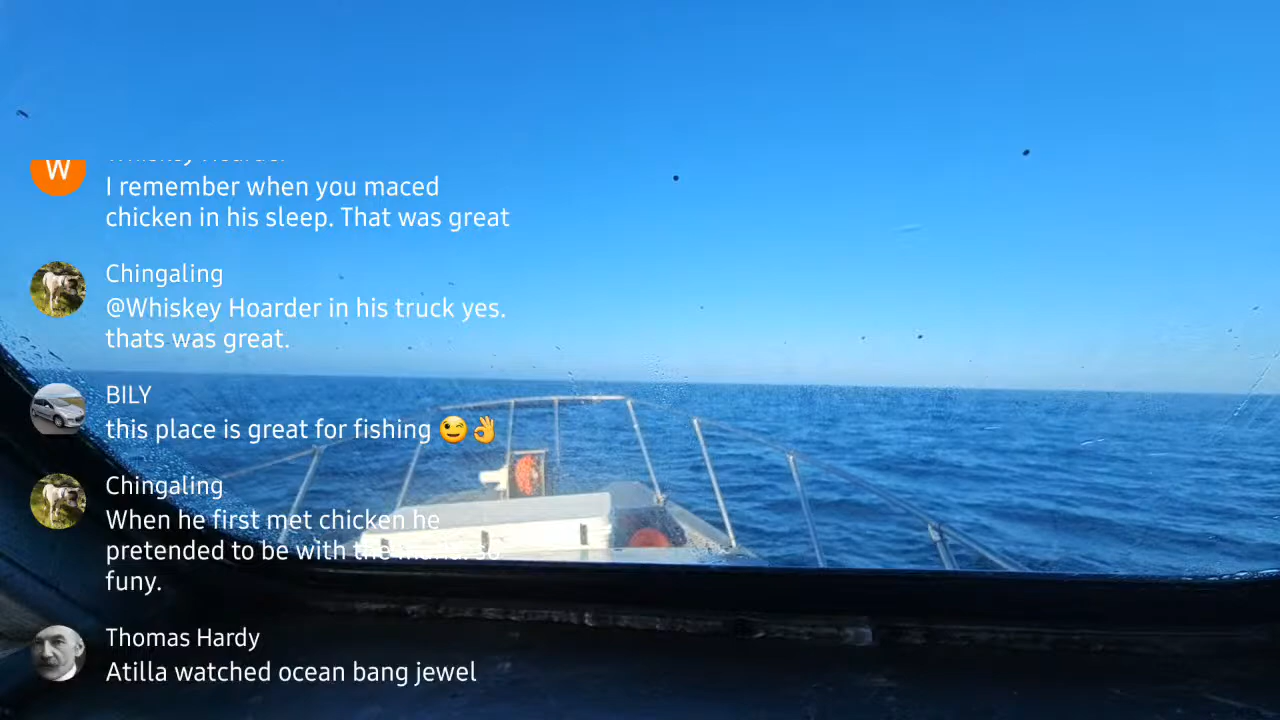 W
I remember when you maced
chicken in his sleep. That was great
Chingaling
@Whiskey Hoarder in his truck yes.
thats was great.
BILY
this place is great for fishing 😉👌
Chingaling
When he first met chicken he
pretended to be with the
funy.
Thomas Hardy
Atilla watched ocean bang jewel